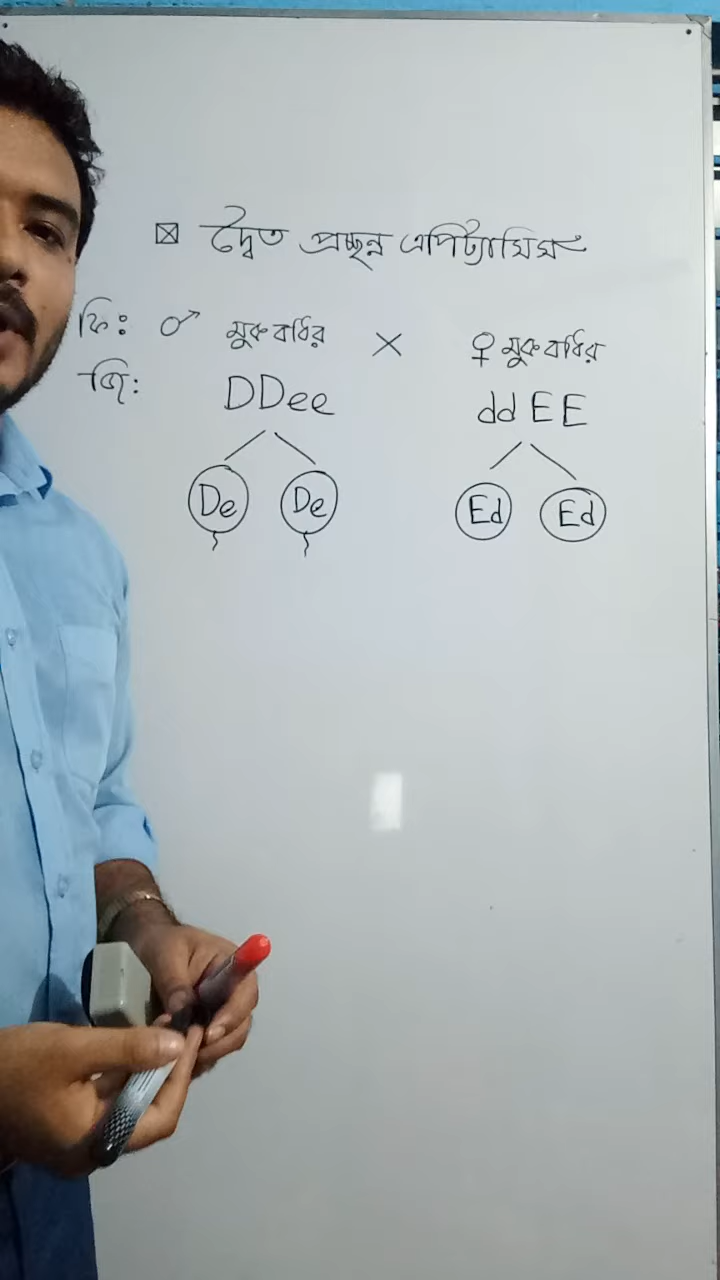 ☒ দ্বৈত প্রচ্ছন্ন এপিস্ট্যাসিস
ফি: ♂ মুক বধির × ♀ মুক বধির
জি: DDee ddEE
De De Ed Ed